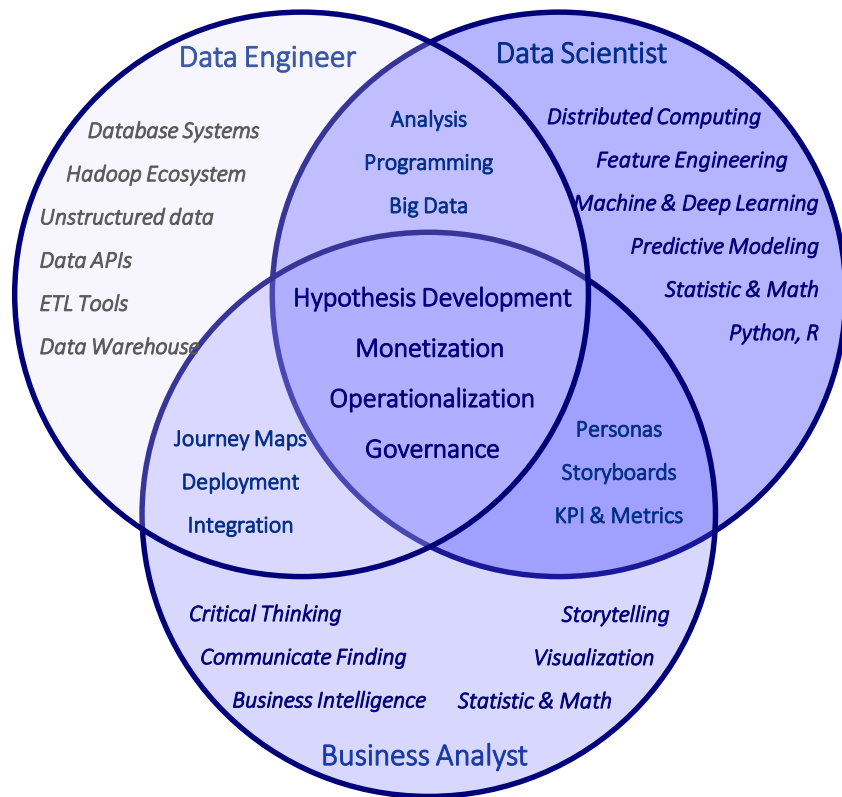 Data Engineer
Data Scientist
Database Systems
Hadoop Ecosystem
Unstructured data
Data APIs
ETL Tools
Data Warehouse
Analysis
Programming
Big Data
Distributed Computing
Feature Engineering
Machine & Deep Learning
Predictive Modeling
Statistic & Math
Python, R
Hypothesis Development
Monetization
Operationalization
Governance
Journey Maps
Deployment
Integration
Personas
Storyboards
KPI & Metrics
Critical Thinking
Communicate Finding
Business Intelligence
Storytelling
Visualization
Statistic & Math
Business Analyst